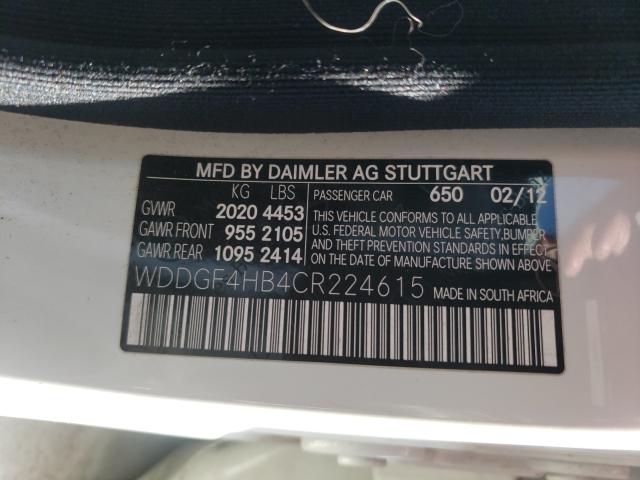 MFD BY DAIMLER AG STUTTGART
KG LBS
GVWR 2020 4453
GAWR FRONT 955 2105
GAWR REAR 1095 2414
PASSENGER CAR 650 02/12
THIS VEHICLE CONFORMS TO ALL APPLICABLE
U.S. FEDERAL MOTOR VEHICLE SAFETY, BUMPER
AND THEFT PREVENTION STANDARDS IN EFFECT
ON THE DATE OF MANUFACTURE SHOWN ABOVE
WDDGF4HB4CR224615
MADE IN SOUTH AFRICA